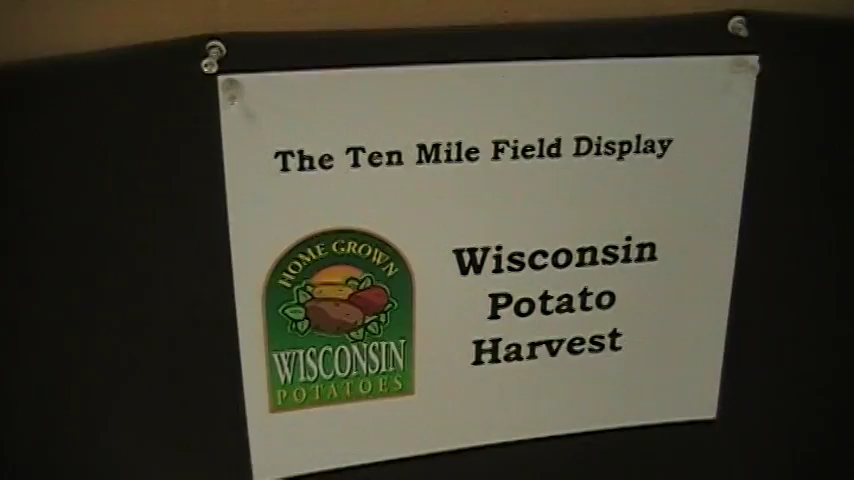 The Ten Mile Field Display
HOME GROWN
WISCONSIN
POTATOES
Wisconsin
Potato
Harvest